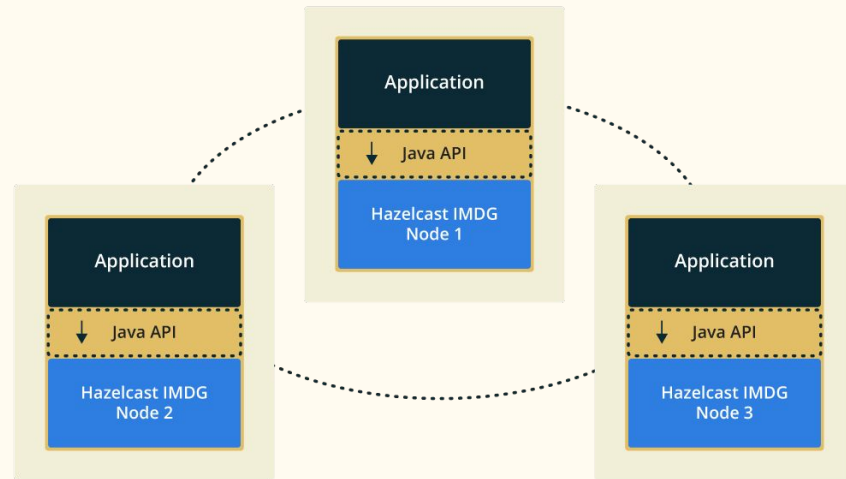 Application
Java API
Hazelcast IMDG
Node 1
Application
Java API
Hazelcast IMDG
Node 2
Application
Java API
Hazelcast IMDG
Node 3